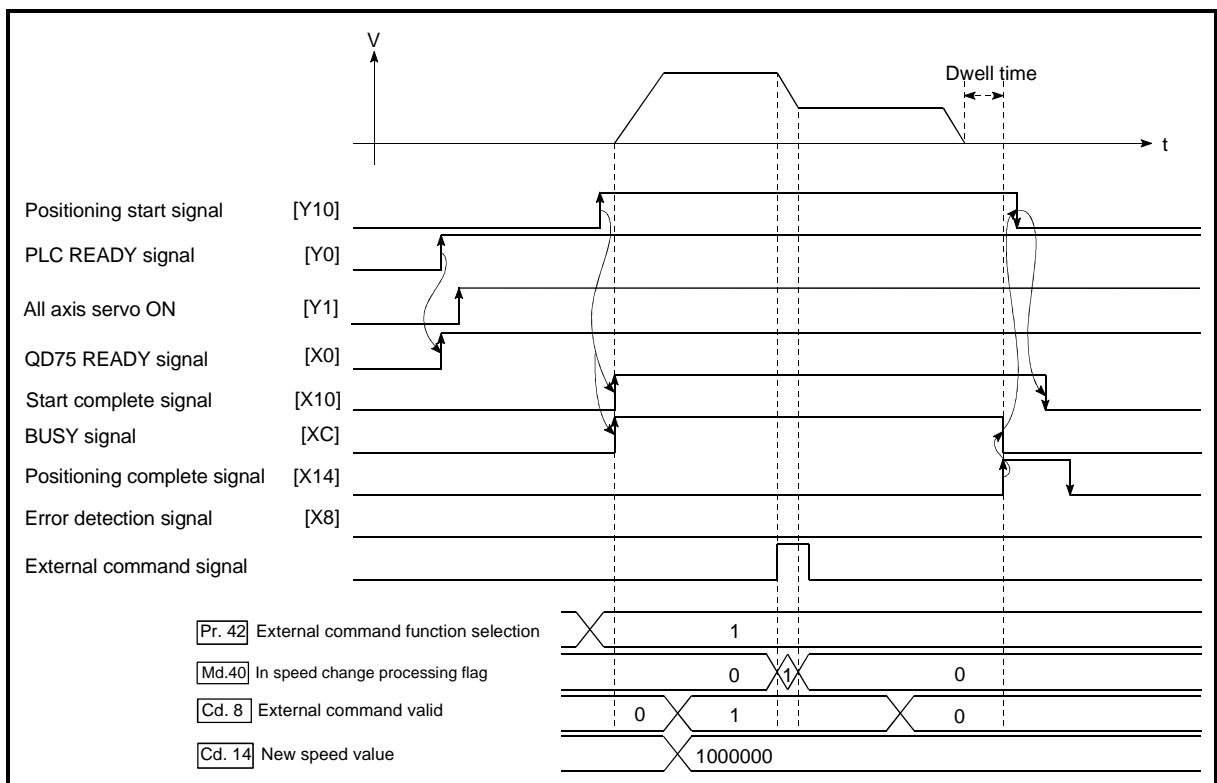 V
Dwell time
t
Positioning start signal [Y10]
PLC READY signal [Y0]
All axis servo ON [Y1]
QD75 READY signal [X0]
Start complete signal [X10]
BUSY signal [XC]
Positioning complete signal [X14]
Error detection signal [X8]
External command signal
Pr. 42 External command function selection 1
Md.40 In speed change processing flag 0 1 0
Cd. 8 External command valid 0 1 0
Cd. 14 New speed value 1000000